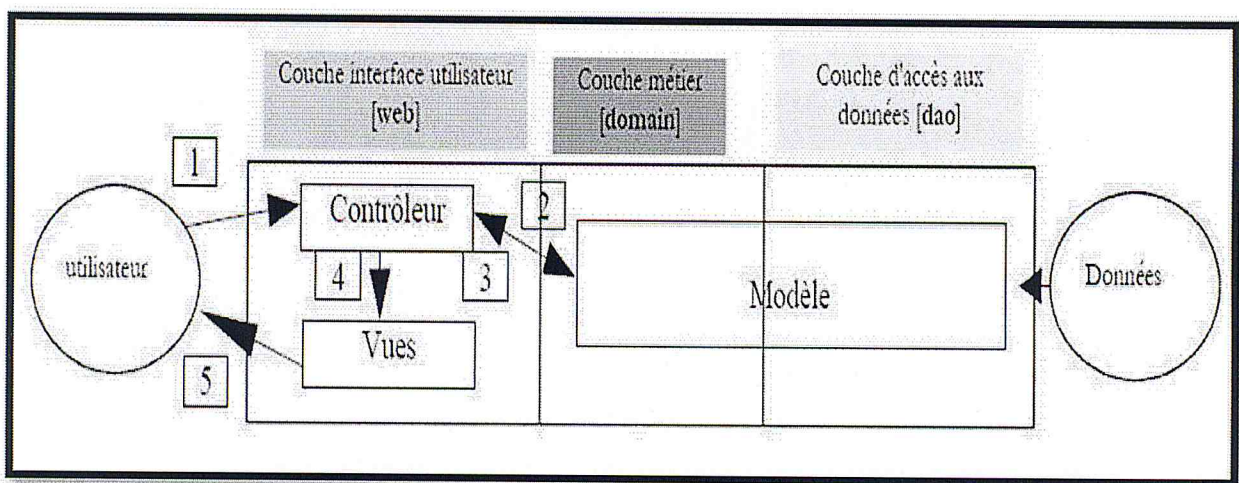 Couche interface utilisateur
[web]
Couche métier
[domain]
Couche d'accès aux
données [dao]
1
Contrôleur
2
utilisateur
4
3
Modèle
Données
Vues
5